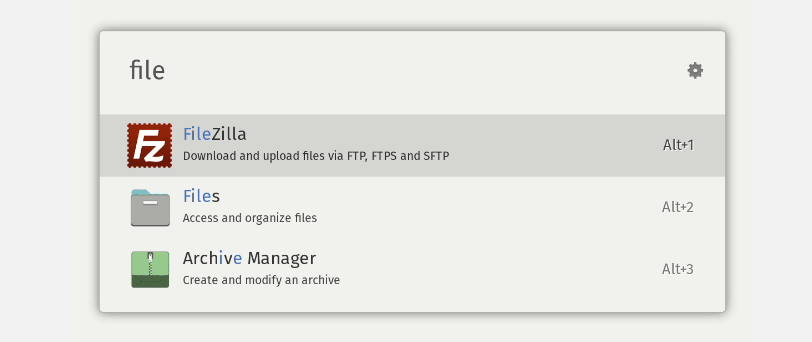 file
FileZilla
Download and upload files via FTP, FTPS and SFTP
Alt+1
Files
Access and organize files
Alt+2
Archive Manager
Create and modify an archive
Alt+3
Fz